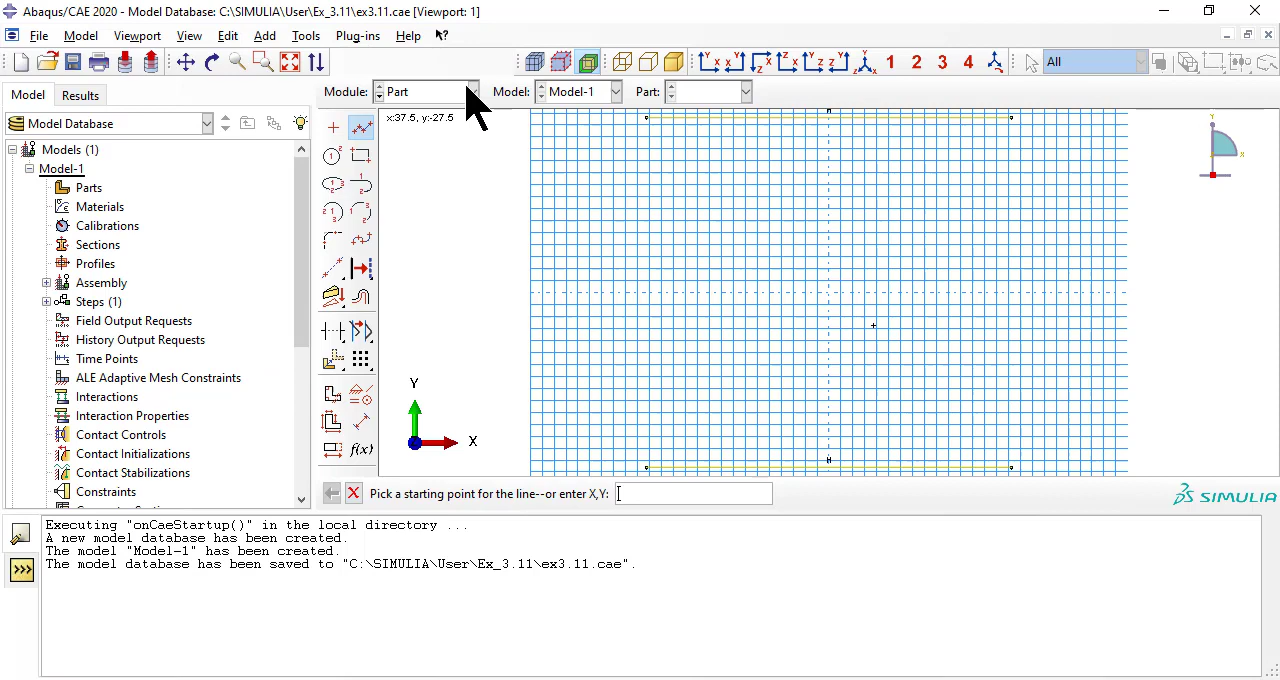 Abaqus/CAE 2020 - Model Database: C:\SIMULIA\User\Ex_3.11\ex3.11.cae [Viewport: 1]
File Model Viewport View Edit Add Tools Plug-ins Help
1 2 3 4 All
Model Results
Module: Part Model: Model-1 Part:
Model Database
x:37.5, y:-27.5
Models (1)
Model-1
Parts
Materials
Calibrations
Sections
Profiles
Assembly
Steps (1)
Field Output Requests
History Output Requests
Time Points
ALE Adaptive Mesh Constraints
Interactions
Interaction Properties
Contact Controls
Contact Initializations
Contact Stabilizations
Constraints
f(x)
H
H
Y
X
Y
X
Pick a starting point for the line--or enter X,Y:
SIMULIA
Executing "onCaeStartup()" in the local directory ...
A new model database has been created.
The model "Model-1" has been created.
The model database has been saved to "C:\SIMULIA\User\Ex_3.11\ex3.11.cae".